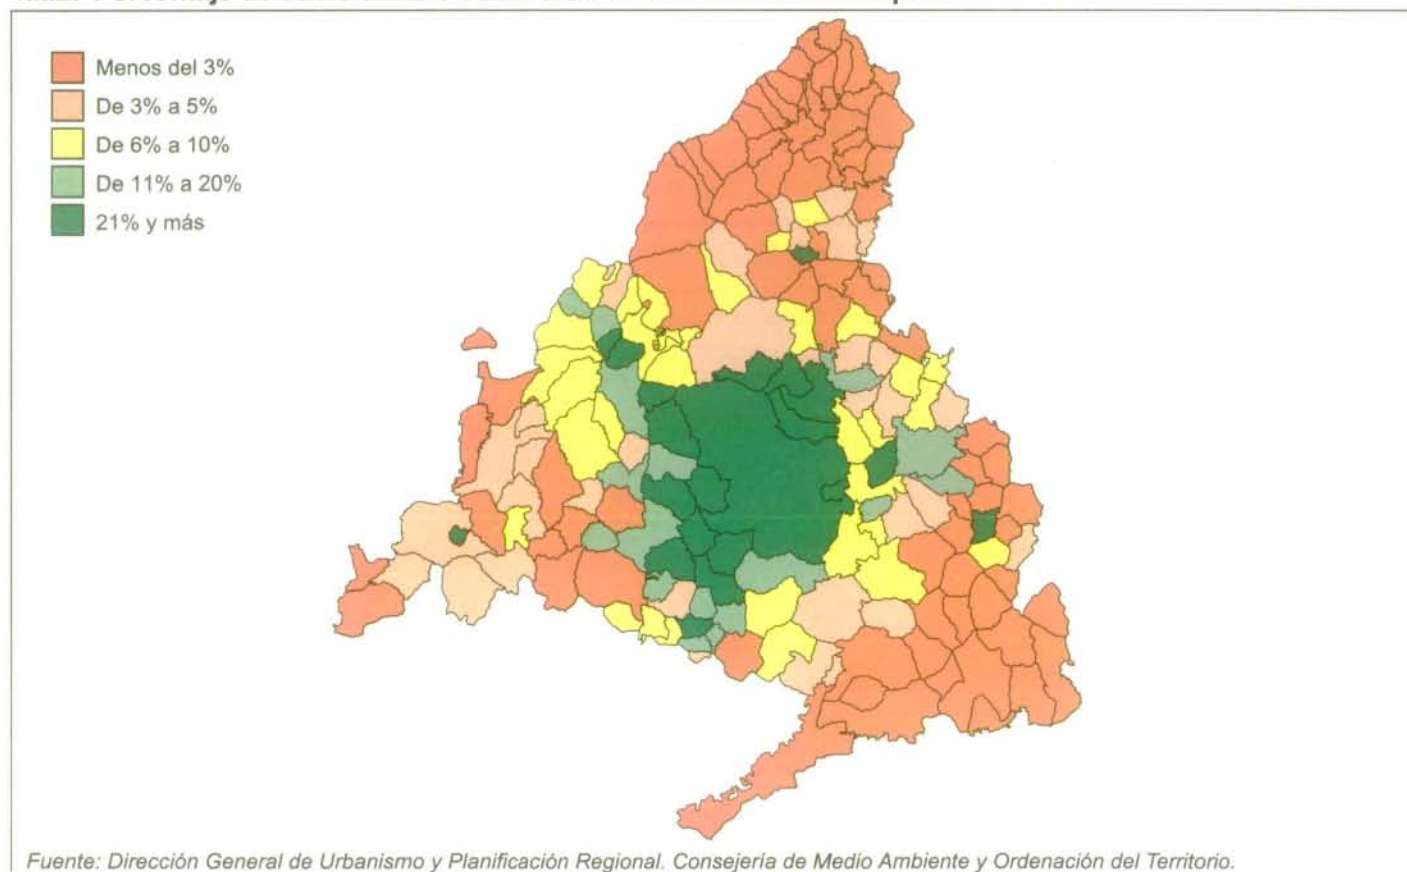 Menos del 3%
De 3% a 5%
De 6% a 10%
De 11% a 20%
21% y más
Fuente: Dirección General de Urbanismo y Planificación Regional. Consejería de Medio Ambiente y Ordenación del Territorio.